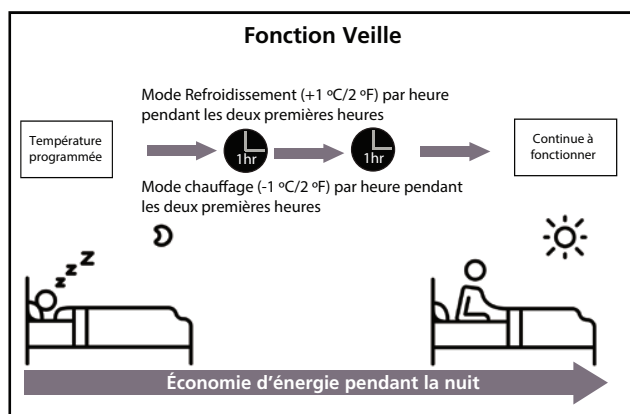 Fonction Veille
Mode Refroidissement (+1 ºC/2 ºF) par heure
pendant les deux premières heures
Température
programmée
1hr
1hr
Continue à
fonctionner
Mode chauffage (-1 ºC/2 ºF) par heure pendant
les deux premières heures
z z z Z
Économie d’énergie pendant la nuit